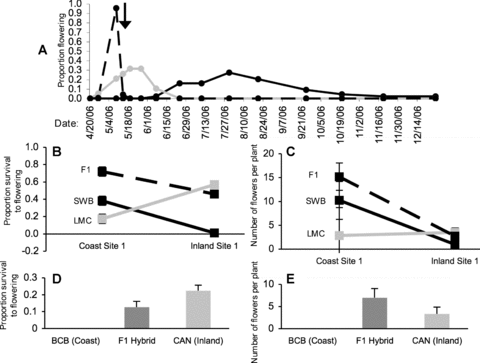 Proportion flowering
1.0
0.9
0.8
0.7
0.6
0.5
0.4
0.3
0.2
0.1
0.0
A
Date:
4/20/06
5/4/06
5/18/06
6/1/06
6/15/06
6/29/06
7/13/06
7/27/06
8/10/06
8/24/06
9/7/06
9/21/06
10/5/06
10/19/06
11/2/06
11/16/06
11/30/06
12/14/06
B
Proportion survival
to flowering
1.0
0.8
0.6
0.4
0.2
0.0
-0.2
F1
SWB
LMC
Coast Site 1
Inland Site 1
C
Number of flowers per plant
20
15
10
5
0
F1
SWB
LMC
Coast Site 1
Inland Site 1
D
Proportion survival
to flowering
0.3
0.2
0.1
0
BCB (Coast)
F1 Hybrid
CAN (Inland)
E
Number of flowers per plant
10
5
0
BCB (Coast)
F1 Hybrid
CAN (Inland)